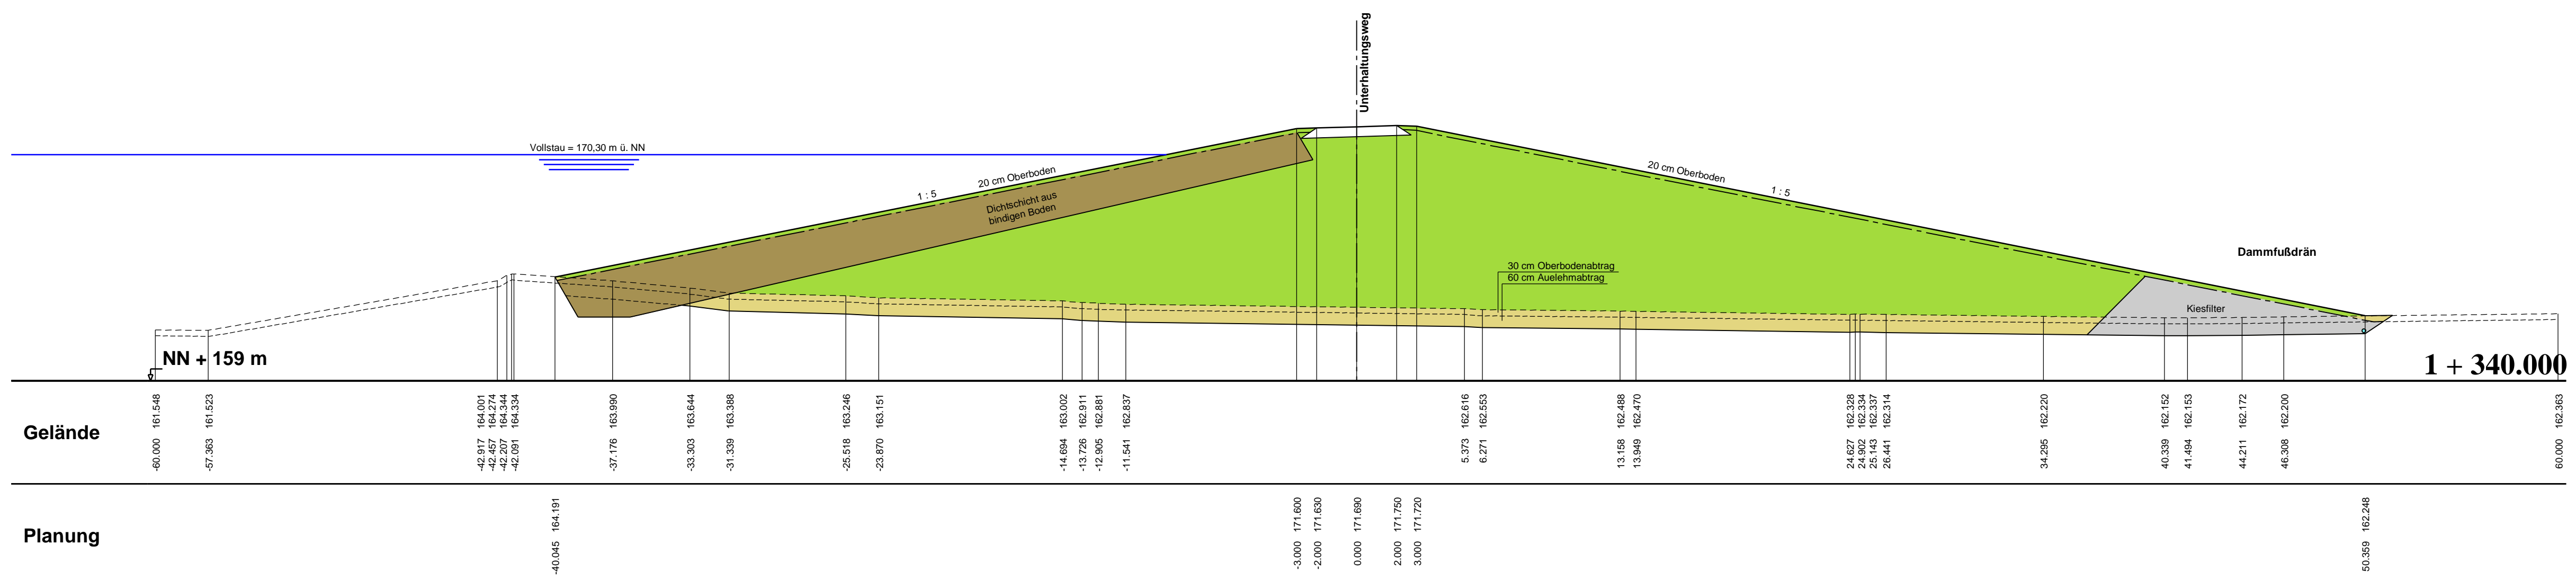 Unterhaltungsweg
Vollstau = 170,30 m ü. NN
1 : 5
20 cm Oberboden
Dichtschicht aus
bindigen Boden
20 cm Oberboden
1 : 5
Dammfußdrän
30 cm Oberbodenabtrag
60 cm Auelehmabtrag
Kiesfilter
NN + 159 m
1 + 340.000
Gelände
-60.000 161.548
-57.363 161.523
-42.917 164.001
-42.457 164.274
-42.207 164.344
-42.091 164.334
-37.176 163.990
-33.303 163.644
-31.339 163.388
-25.518 163.246
-23.870 163.151
-14.694 163.002
-13.726 162.911
-12.905 162.881
-11.541 162.837
5.373 162.616
6.271 162.553
13.158 162.488
13.949 162.470
24.627 162.328
24.902 162.334
25.143 162.337
26.441 162.314
34.295 162.220
40.339 162.152
41.494 162.153
44.211 162.172
46.308 162.200
60.000 162.363
Planung
-40.045 164.191
-3.000 171.600
-2.000 171.630
0.000 171.690
2.000 171.750
3.000 171.720
50.359 162.248